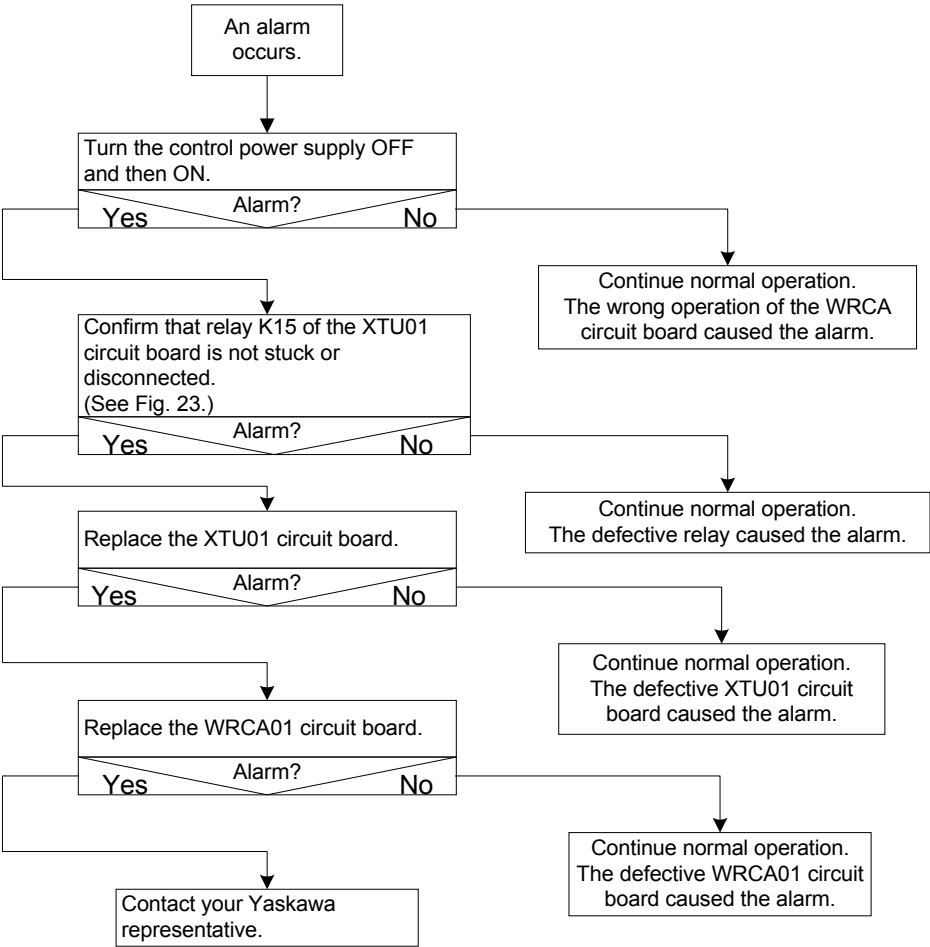 An alarm
occurs.
Turn the control power supply OFF
and then ON.
Alarm?
Yes
No
Continue normal operation.
The wrong operation of the WRCA
circuit board caused the alarm.
Confirm that relay K15 of the XTU01
circuit board is not stuck or
disconnected.
(See Fig. 23.)
Alarm?
Yes
No
Continue normal operation.
The defective relay caused the alarm.
Replace the XTU01 circuit board.
Alarm?
Yes
No
Continue normal operation.
The defective XTU01 circuit
board caused the alarm.
Replace the WRCA01 circuit board.
Alarm?
Yes
No
Continue normal operation.
The defective WRCA01 circuit
board caused the alarm.
Contact your Yaskawa
representative.